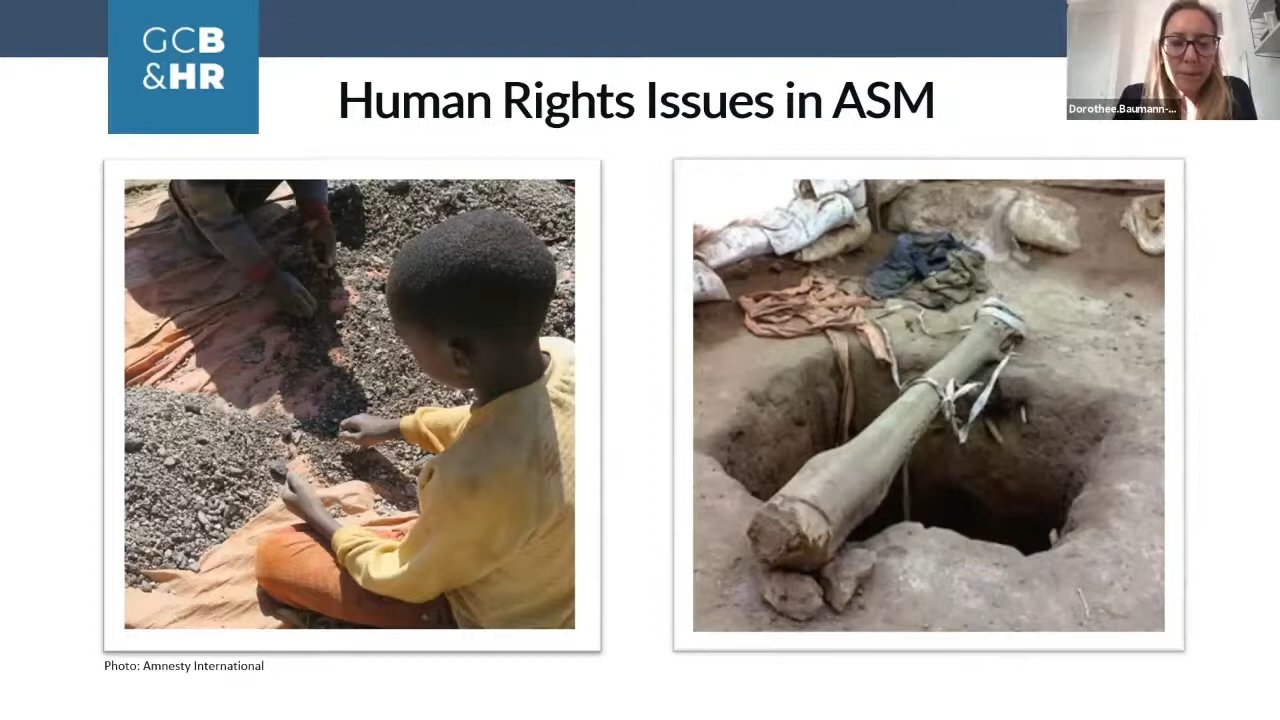 GCB
&HR
Human Rights Issues in ASM
Dorothee.Baumann-...
Photo: Amnesty International